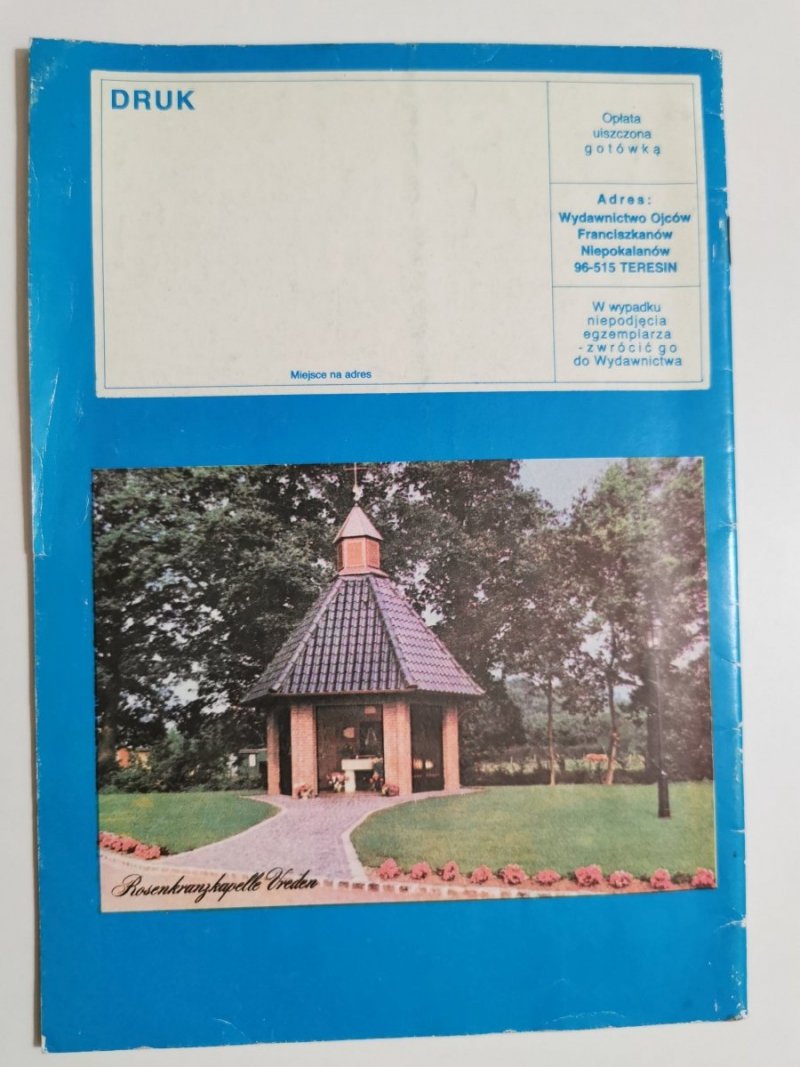 DRUK
Opłata
uiszczona
gotówką
Adres:
Wydawnictwo Ojców
Franciszkanów
Niepokalanów
96-515 TERESIN
W wypadku
niepodjęcia
egzemplarza
-zwrócić go
do Wydawnictwa
Miejsce na adres
Rosenkranzkapelle Vreden